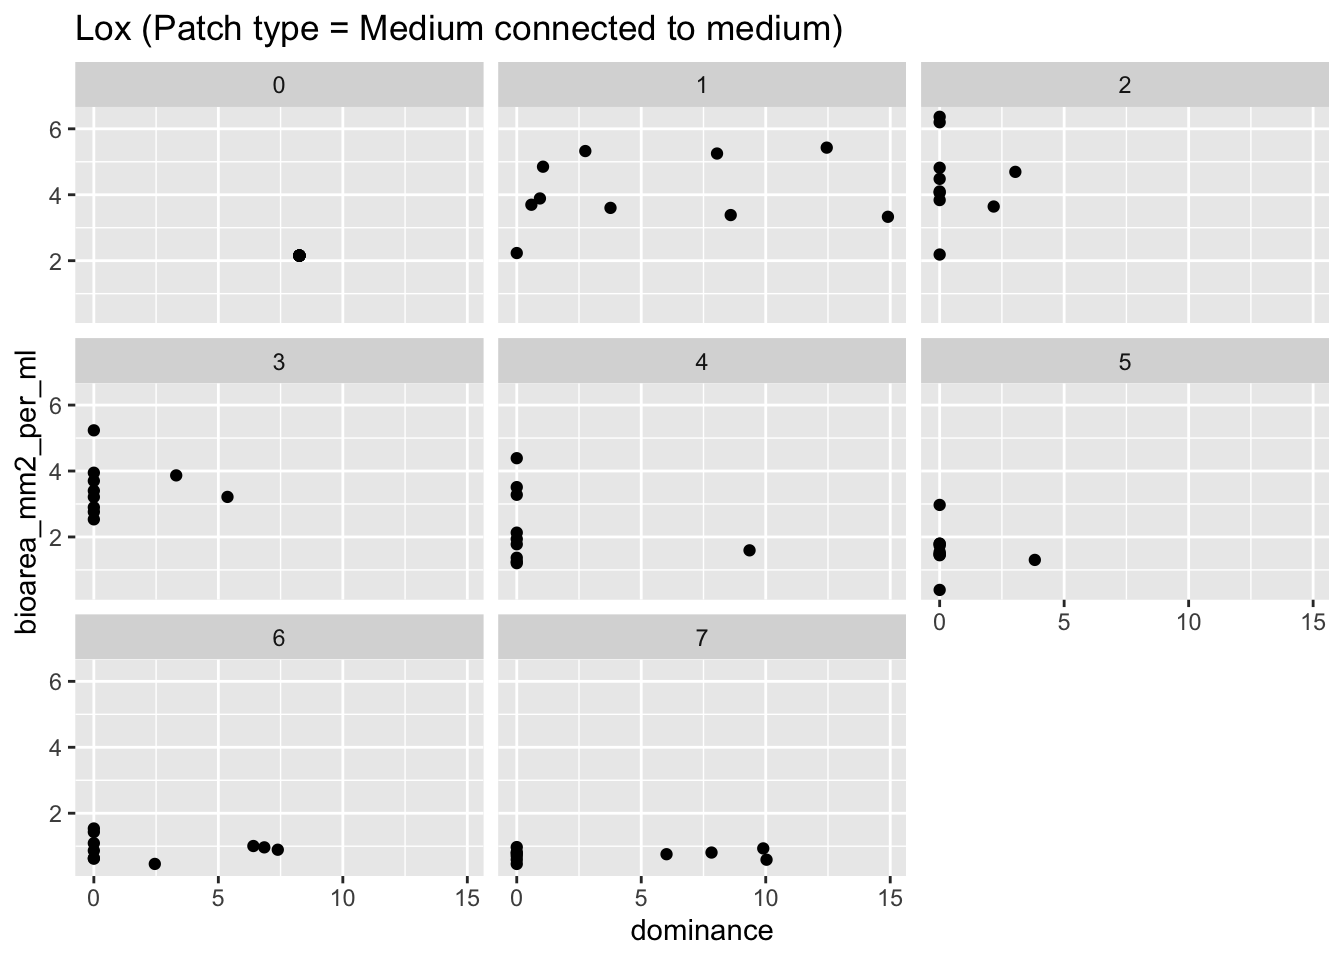 Lox (Patch type = Medium connected to medium)
0 1 2
6
4
2
3 4 5
6
4
2
0 5 10 15
6 7
6
4
2
0 5 10 15 0 5 10 15
dominance
bioarea_mm2_per_ml